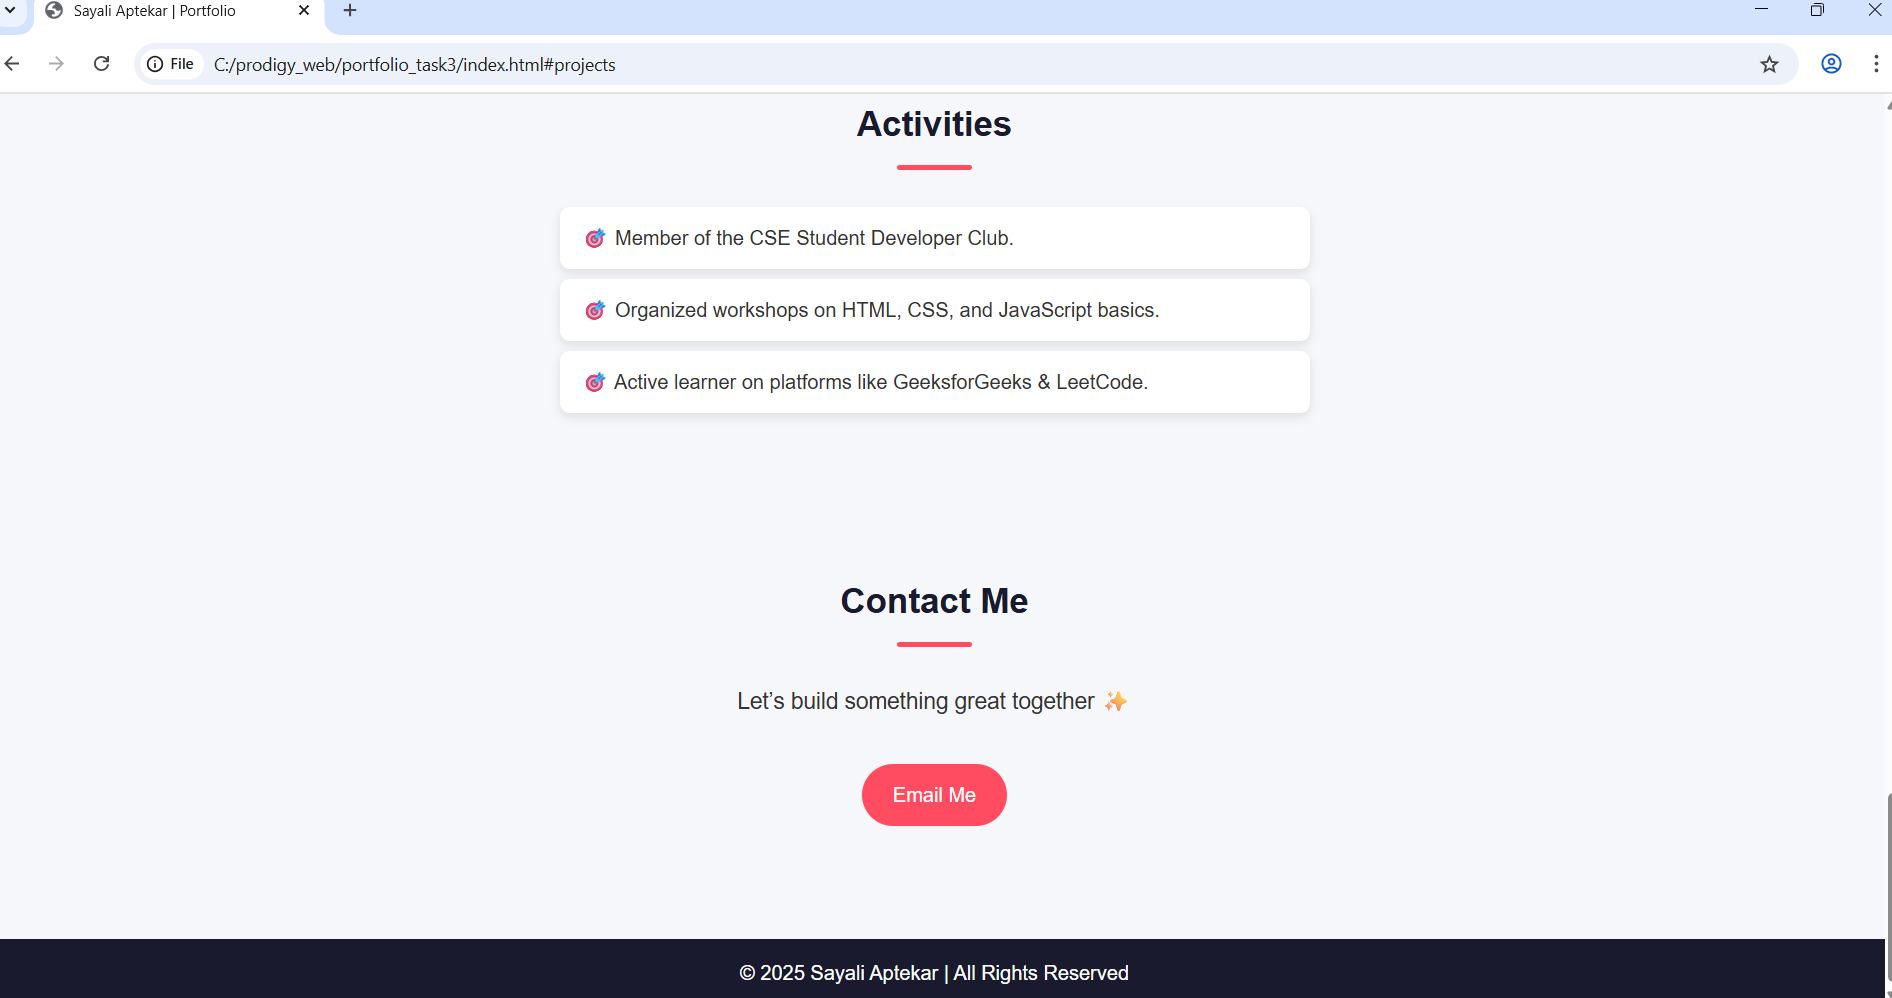 Sayali Aptekar | Portfolio
File C:/prodigy_web/portfolio_task3/index.html#projects
Activities
🎯 Member of the CSE Student Developer Club.
🎯 Organized workshops on HTML, CSS, and JavaScript basics.
🎯 Active learner on platforms like GeeksforGeeks & LeetCode.
Contact Me
Let’s build something great together ✨
Email Me
© 2025 Sayali Aptekar | All Rights Reserved